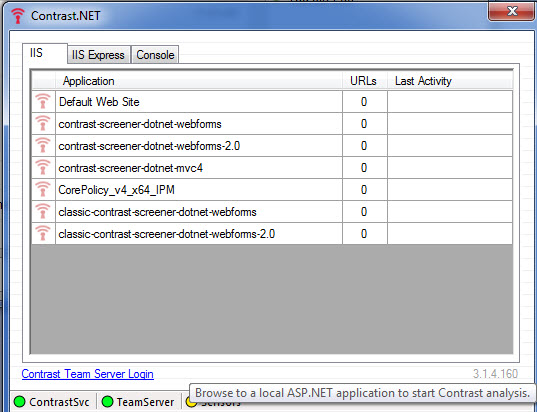 Contrast.NET
IIS IIS Express Console
Application URLs Last Activity
Default Web Site 0
contrast-screener-dotnet-webforms 0
contrast-screener-dotnet-webforms-2.0 0
contrast-screener-dotnet-mvc4 0
CorePolicy_v4_x64_IPM 0
classic-contrast-screener-dotnet-webforms 0
classic-contrast-screener-dotnet-webforms-2.0 0
Contrast Team Server Login 3.1.4.160
Browse to a local ASP.NET application to start Contrast analysis.
ContrastSvc TeamServer Sensors